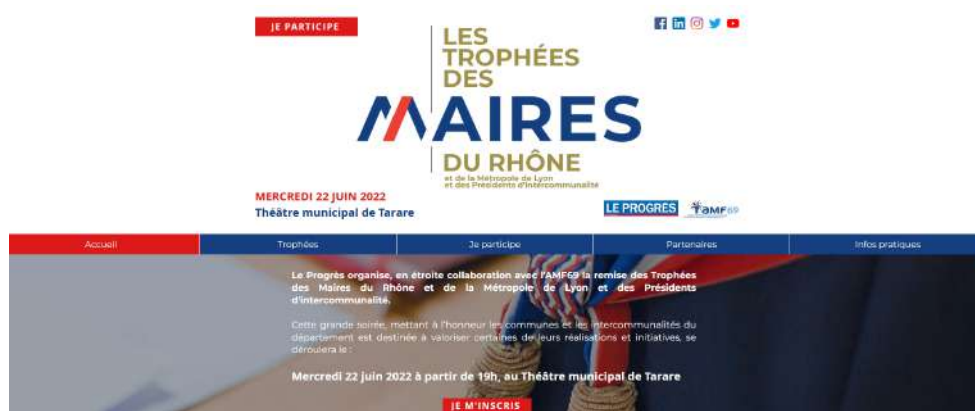 JE PARTICIPE
LES
TROPHÉES
DES
MAIRES
DU RHÔNE
et de la Métropole de Lyon
et des Présidents d'Intercommunalité
MERCREDI 22 JUIN 2022
Théâtre municipal de Tarare
LE PROGRÈS
AMF69
Accueil
Trophées
Je participe
Partenaires
Infos pratiques
Le Progrès organise, en étroite collaboration avec l'AMF69 la remise des Trophées
des Maires du Rhône et de la Métropole de Lyon et des Présidents
d'intercommunalité.
Cette grande soirée, mettant à l'honneur les communes et les intercommunalités du
département est destinée à valoriser certaines de leurs réalisations et initiatives, se
déroulera le :
Mercredi 22 juin 2022 à partir de 19h, au Théâtre municipal de Tarare
JE M'INSCRIS